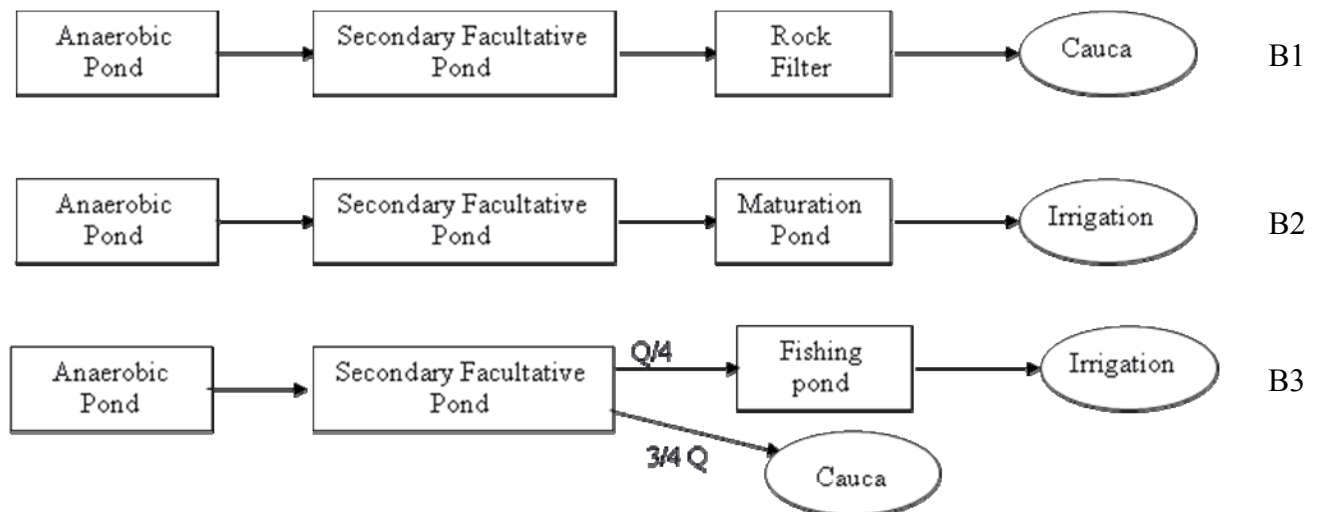 Anaerobic
Pond
Secondary Facultative
Pond
Rock
Filter
Cauca
B1
Anaerobic
Pond
Secondary Facultative
Pond
Maturation
Pond
Irrigation
B2
Anaerobic
Pond
Secondary Facultative
Pond
Q/4
Fishing
pond
Irrigation
B3
3/4 Q
Cauca